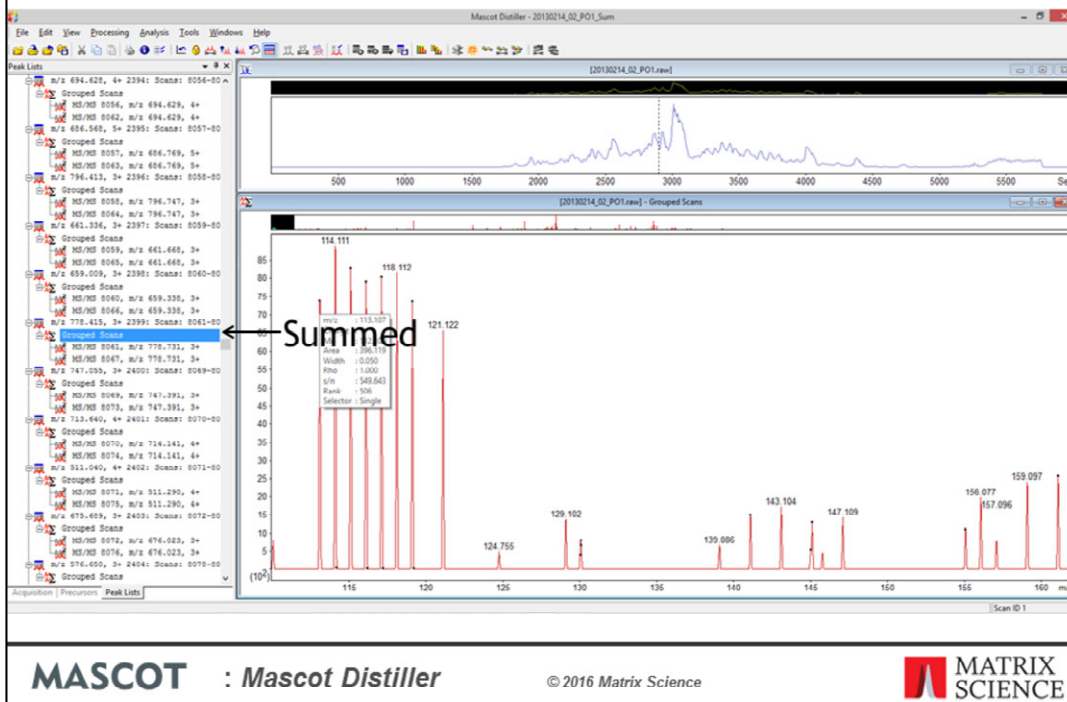 Mascot Distiller - 20130214_02_PO1_Sum
File Edit View Processing Analysis Tools Windows Help
Peak Lists
m/z 694.628, 4+ 2394: Scans: 8056-80
Grouped Scans
MS/MS 8056, m/z 694.629, 4+
MS/MS 8062, m/z 694.629, 4+
m/z 686.568, 5+ 2395: Scans: 8057-80
Grouped Scans
MS/MS 8057, m/z 686.769, 5+
MS/MS 8063, m/z 686.769, 5+
m/z 796.413, 3+ 2396: Scans: 8058-80
Grouped Scans
MS/MS 8058, m/z 796.747, 3+
MS/MS 8064, m/z 796.747, 3+
m/z 661.336, 3+ 2397: Scans: 8059-80
Grouped Scans
MS/MS 8059, m/z 661.668, 3+
MS/MS 8065, m/z 661.668, 3+
m/z 659.009, 3+ 2398: Scans: 8060-80
Grouped Scans
MS/MS 8060, m/z 659.338, 3+
MS/MS 8066, m/z 659.338, 3+
m/z 778.415, 3+ 2399: Scans: 8061-80
Grouped Scans
MS/MS 8061, m/z 778.731, 3+
MS/MS 8067, m/z 778.731, 3+
m/z 747.055, 3+ 2400: Scans: 8069-80
Grouped Scans
MS/MS 8069, m/z 747.391, 3+
MS/MS 8073, m/z 747.391, 3+
m/z 713.640, 4+ 2401: Scans: 8070-80
Grouped Scans
MS/MS 8070, m/z 714.141, 4+
MS/MS 8074, m/z 714.141, 4+
m/z 511.040, 4+ 2402: Scans: 8071-80
Grouped Scans
MS/MS 8071, m/z 511.290, 4+
MS/MS 8075, m/z 511.290, 4+
m/z 675.689, 3+ 2403: Scans: 8072-80
Grouped Scans
MS/MS 8072, m/z 676.023, 3+
MS/MS 8076, m/z 676.023, 3+
m/z 576.650, 3+ 2404: Scans: 8078-80
Grouped Scans
Acquisition Precursors Peak Lists
[20130214_02_PO1.raw]
500 1000 1500 2000 2500 3000 3500 4000 4500 5000 5500 Se
[20130214_02_PO1.raw] - Grouped Scans
114.111
118.112
121.122
124.755
129.102
139.086
143.104
147.109
156.077
157.096
159.097
85
80
75
70
65
60
55
50
45
40
35
30
25
20
15
10
5
(10²)
115 120 125 130 135 140 145 150 155 160 m/
m/z : 113.107
Area : 396.119
Width : 0.050
Rho : 1.000
s/n : 549.643
Rank : 506
Selector : Single
Summed
Scan ID 1
MASCOT : Mascot Distiller
© 2016 Matrix Science
MATRIX
SCIENCE